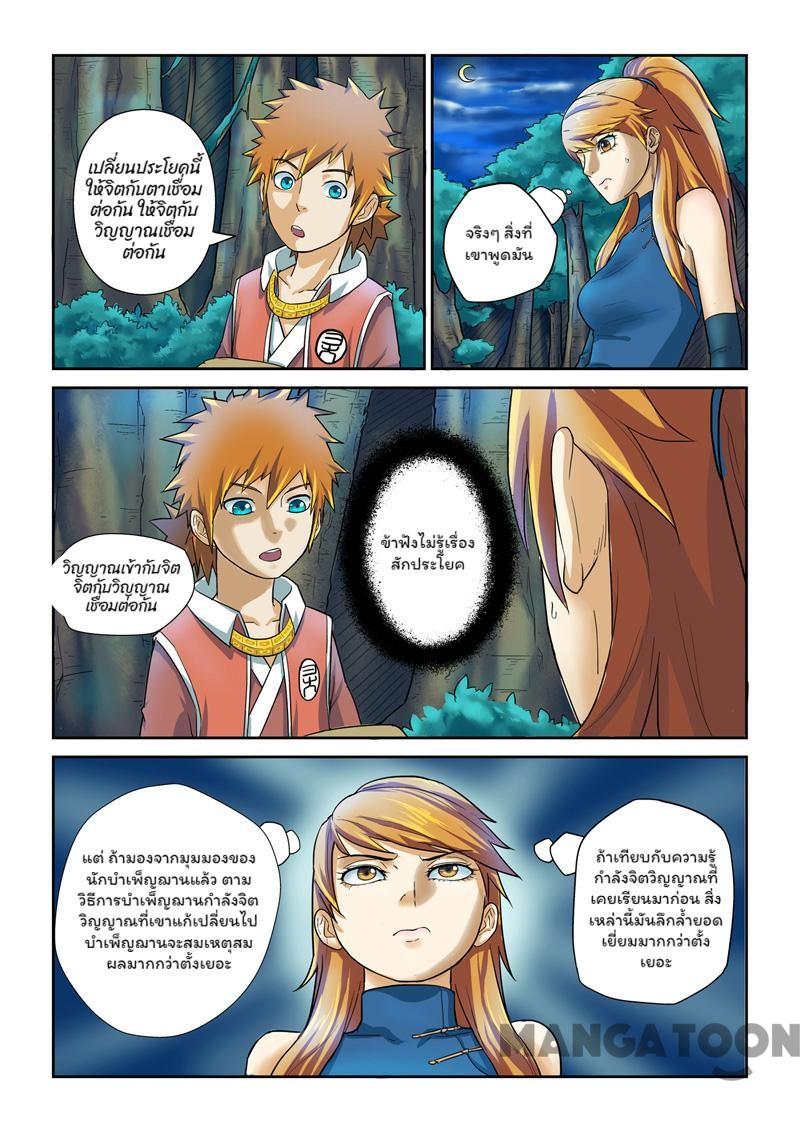 เปลี่ยนประโยคนี้
ให้จิตกับตาเชื่อม
ต่อกัน ให้จิตกับ
วิญญาณเชื่อม
ต่อกัน
จริงๆ สิ่งที่
เขาพูดมัน
วิญญาณเข้ากับจิต
จิตกับวิญญาณ
เชื่อมต่อกัน
ข้าฟังไม่รู้เรื่อง
สักประโยค
แต่ ถ้ามองจากมุมมองของ
นักบำเพ็ญฌานแล้ว ตาม
วิธีการบำเพ็ญฌานกำลังจิต
วิญญาณที่เขาแก้เปลี่ยนไป
บำเพ็ญฌานจะสมเหตุสม
ผลมากกว่าตั้งเยอะ
ถ้าเทียบกับความรู้
กำลังจิตวิญญาณที่
เคยเรียนมาก่อน สิ่ง
เหล่านี้มันลึกล้ำยอด
เยี่ยมมากกว่าตั้ง
เยอะ
MANGATOON